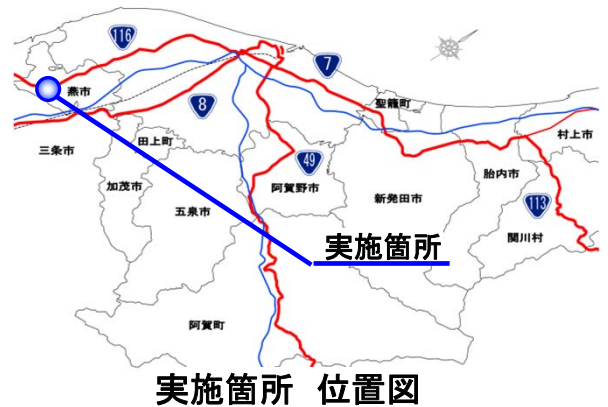 116
7
燕市
8
聖籠町
三条市
田上町
村上市
49
加茂市
阿賀野市
新発田市
胎内市
113
五泉市
関川村
実施箇所
阿賀町
実施箇所 位置図